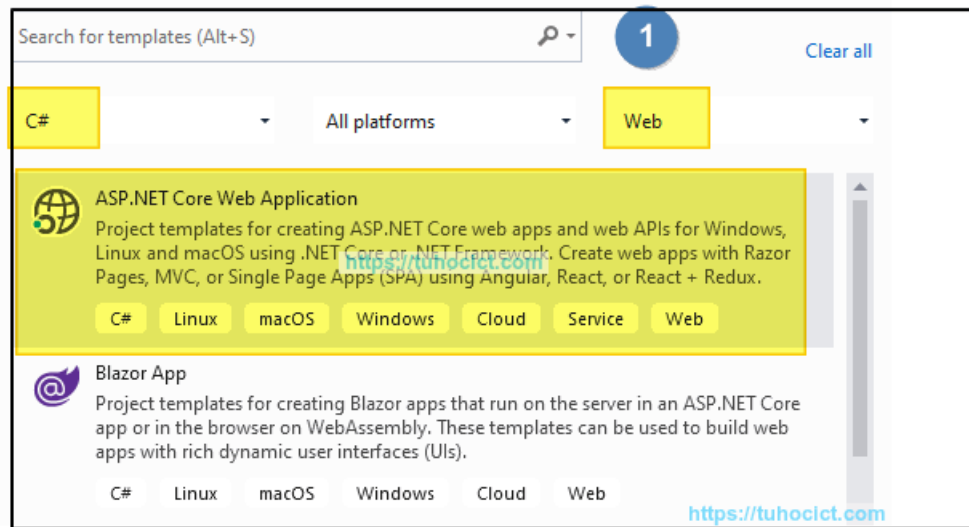 Search for templates (Alt+S)
1
Clear all
C#
All platforms
Web
ASP.NET Core Web Application
Project templates for creating ASP.NET Core web apps and web APIs for Windows,
Linux and macOS using .NET Core or .NET Framework. Create web apps with Razor
https://tuhocict.com
Pages, MVC, or Single Page Apps (SPA) using Angular, React, or React + Redux.
C# Linux macOS Windows Cloud Service Web
Blazor App
Project templates for creating Blazor apps that run on the server in an ASP.NET Core
app or in the browser on WebAssembly. These templates can be used to build web
apps with rich dynamic user interfaces (UIs).
C# Linux macOS Windows Cloud Web
https://tuhocict.com